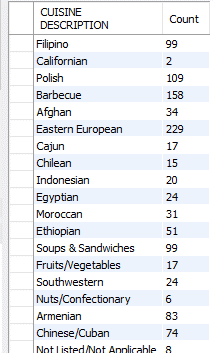 CUISINE
DESCRIPTION Count
Filipino 99
Californian 2
Polish 109
Barbecue 158
Afghan 34
Eastern European 229
Cajun 17
Chilean 15
Indonesian 20
Egyptian 24
Moroccan 31
Ethiopian 51
Soups & Sandwiches 99
Fruits/Vegetables 17
Southwestern 24
Nuts/Confectionary 6
Armenian 83
Chinese/Cuban 74
Not Listed/Not Applicable 8